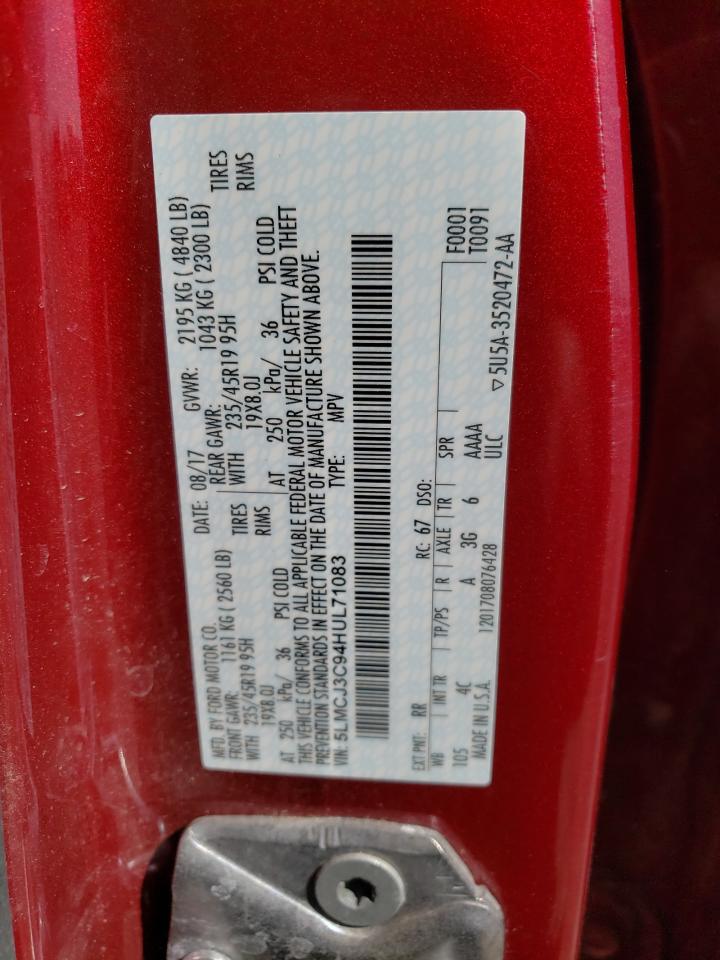 MFD. BY FORD MOTOR CO.
DATE: 08/17 GVWR: 2195 KG ( 4840 LB)
FRONT GAWR: 1161 KG ( 2560 LB) REAR GAWR: 1043 KG ( 2300 LB)
WITH 235/45R19 95H TIRES WITH 235/45R19 95H TIRES
19X8.0J RIMS 19X8.0J RIMS
AT 250 kPa/ 36 PSI COLD AT 250 kPa/ 36 PSI COLD
THIS VEHICLE CONFORMS TO ALL APPLICABLE FEDERAL MOTOR VEHICLE SAFETY AND THEFT
PREVENTION STANDARDS IN EFFECT ON THE DATE OF MANUFACTURE SHOWN ABOVE.
VIN: 5LMCJ3C94HUL71083 TYPE: MPV
EXT PNT: RR RC: 67 DSO: F0001
WB INT TR TP/PS R AXLE TR SPR T0091
105 4C A 3G 6 AAAA
MADE IN U.S.A. 1201708076428 ULC ▽5U5A-3520472-AA